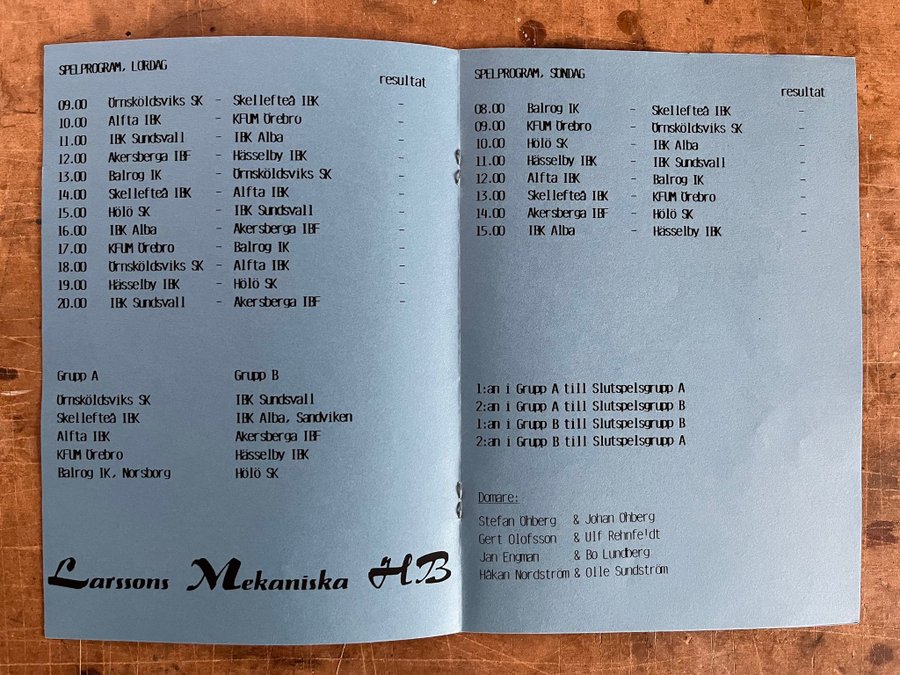 SPELPROGRAM, LÖRDAG
resultat
09.00 Örnsköldsviks SK - Skellefteå IBK -
10.00 Alfta IBK - KFUM Örebro -
11.00 IBK Sundsvall - IBK Alba -
12.00 Akersberga IBF - Hässelby IBK -
13.00 Balrog IK - Örnsköldsviks SK -
14.00 Skellefteå IBK - Alfta IBK -
15.00 Hölö SK - IBK Sundsvall -
16.00 IBK Alba - Akersberga IBF -
17.00 KFUM Örebro - Balrog IK -
18.00 Örnsköldsviks SK - Alfta IBK -
19.00 Hässelby IBK - Hölö SK -
20.00 IBK Sundsvall - Akersberga IBF -
Grupp A Grupp B
Örnsköldsviks SK IBK Sundsvall
Skellefteå IBK IBK Alba, Sandviken
Alfta IBK Akersberga IBF
KFUM Örebro Hässelby IBK
Balrog IK, Norsborg Hölö SK
Larssons Mekaniska HB
SPELPROGRAM, SÖNDAG
resultat
08.00 Balrog IK - Skellefteå IBK -
09.00 KFUM Örebro - Örnsköldsviks SK -
10.00 Hölö SK - IBK Alba -
11.00 Hässelby IBK - IBK Sundsvall -
12.00 Alfta IBK - Balrog IK -
13.00 Skellefteå IBK - KFUM Örebro -
14.00 Akersberga IBF - Hölö SK -
15.00 IBK Alba - Hässelby IBK -
1:an i Grupp A till Slutspelsgrupp A
2:an i Grupp A till Slutspelsgrupp B
1:an i Grupp B till Slutspelsgrupp B
2:an i Grupp B till Slutspelsgrupp A
Domare:
Stefan Öhberg & Johan Öhberg
Gert Olofsson & Ulf Rehnfeldt
Jan Engman & Bo Lundberg
Håkan Nordström & Olle Sundström